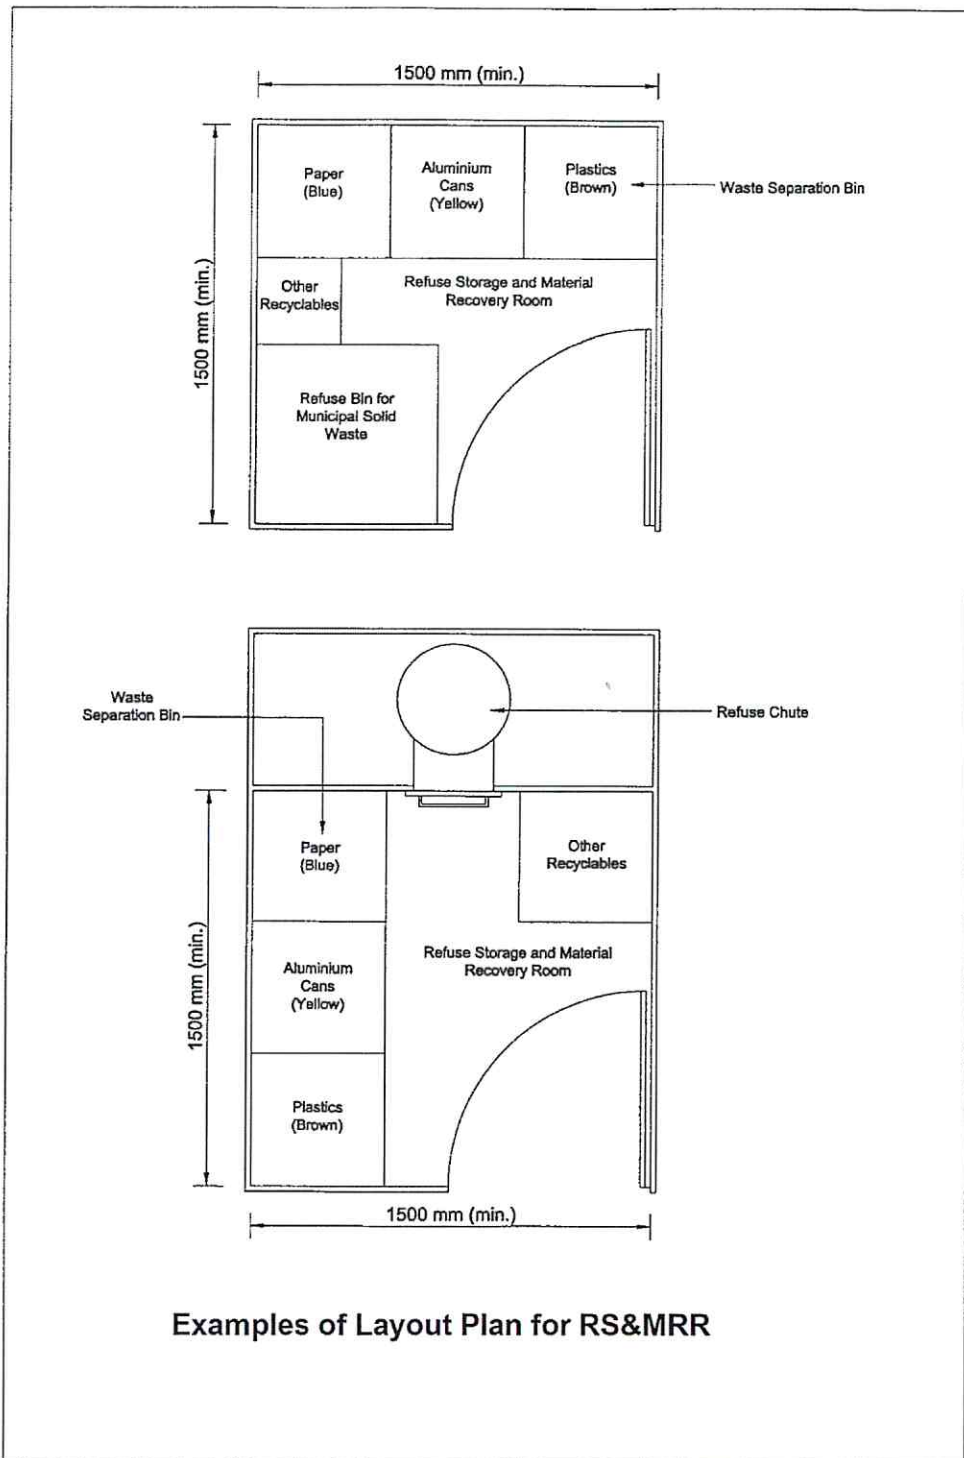 1500 mm (min.)
1500 mm (min.)
Paper
(Blue)
Aluminium
Cans
(Yellow)
Plastics
(Brown)
Waste Separation Bin
Other
Recyclables
Refuse Storage and Material
Recovery Room
Refuse Bin for
Municipal Solid
Waste
Waste
Separation Bin
Refuse Chute
1500 mm (min.)
Paper
(Blue)
Other
Recyclables
Aluminium
Cans
(Yellow)
Refuse Storage and Material
Recovery Room
Plastics
(Brown)
1500 mm (min.)
Examples of Layout Plan for RS&MRR